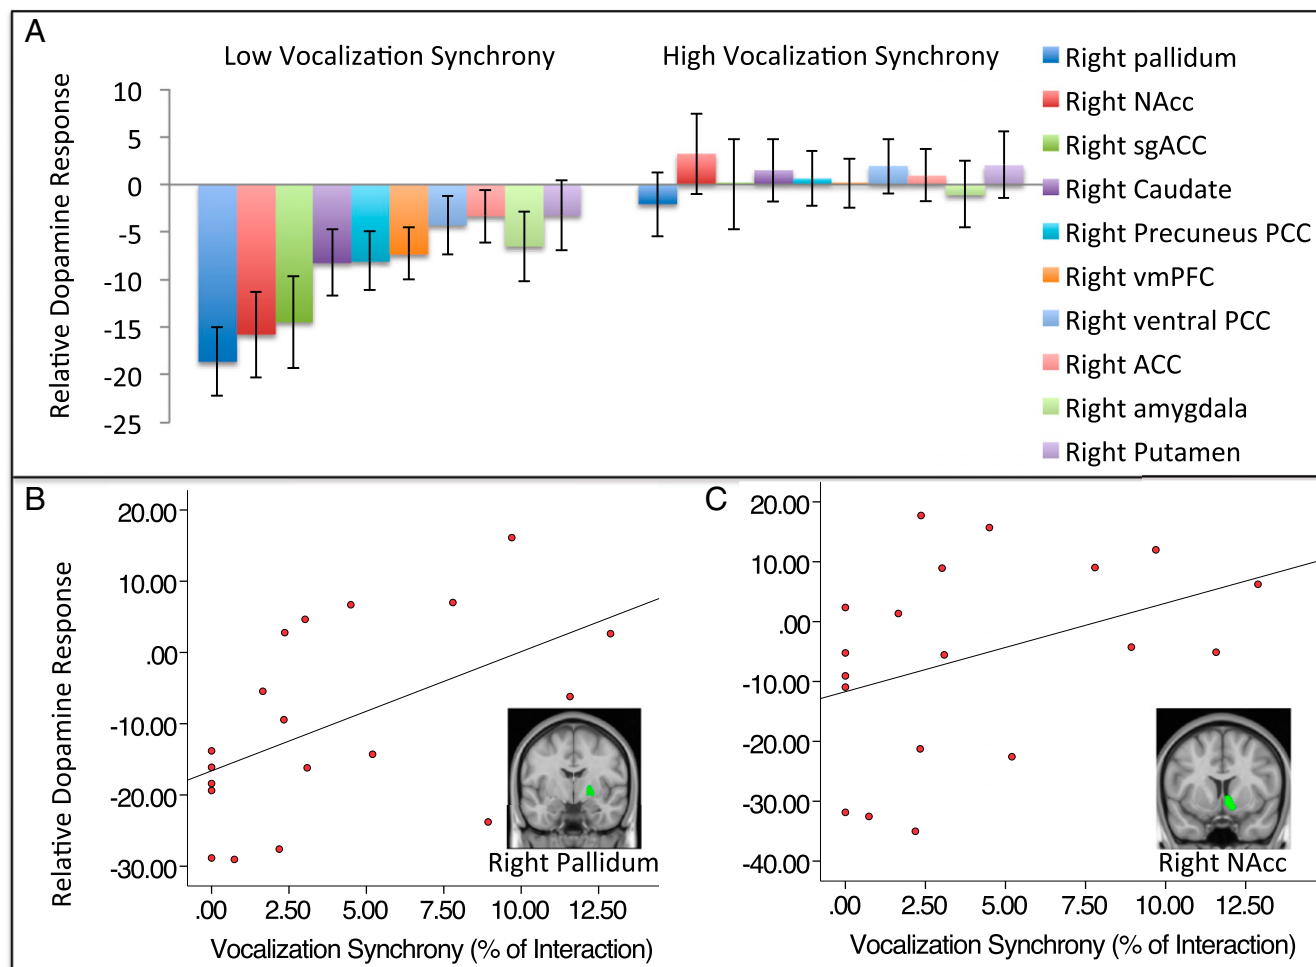 A
Low Vocalization Synchrony
High Vocalization Synchrony
Relative Dopamine Response
10
5
0
-5
-10
-15
-20
-25
Right pallidum
Right NAcc
Right sgACC
Right Caudate
Right Precuneus PCC
Right vmPFC
Right ventral PCC
Right ACC
Right amygdala
Right Putamen
B
Relative Dopamine Response
20.00
10.00
.00
-10.00
-20.00
-30.00
Right Pallidum
.00 2.50 5.00 7.50 10.00 12.50
Vocalization Synchrony (% of Interaction)
C
20.00
10.00
.00
-10.00
-20.00
-30.00
-40.00
Right NAcc
.00 2.50 5.00 7.50 10.00 12.50
Vocalization Synchrony (% of Interaction)